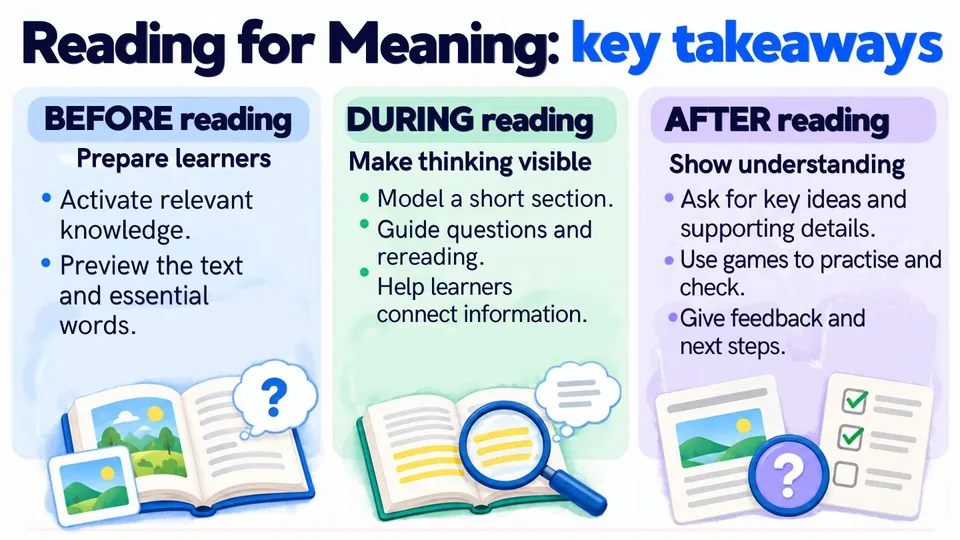 Reading for Meaning: key takeaways
BEFORE reading
Prepare learners
• Activate relevant
knowledge.
• Preview the text
and essential
words.
?
DURING reading
Make thinking visible
• Model a short section.
• Guide questions and
rereading.
• Help learners
connect information.
AFTER reading
Show understanding
• Ask for key ideas and
supporting details.
• Use games to practise and
check.
• Give feedback and
next steps.
?